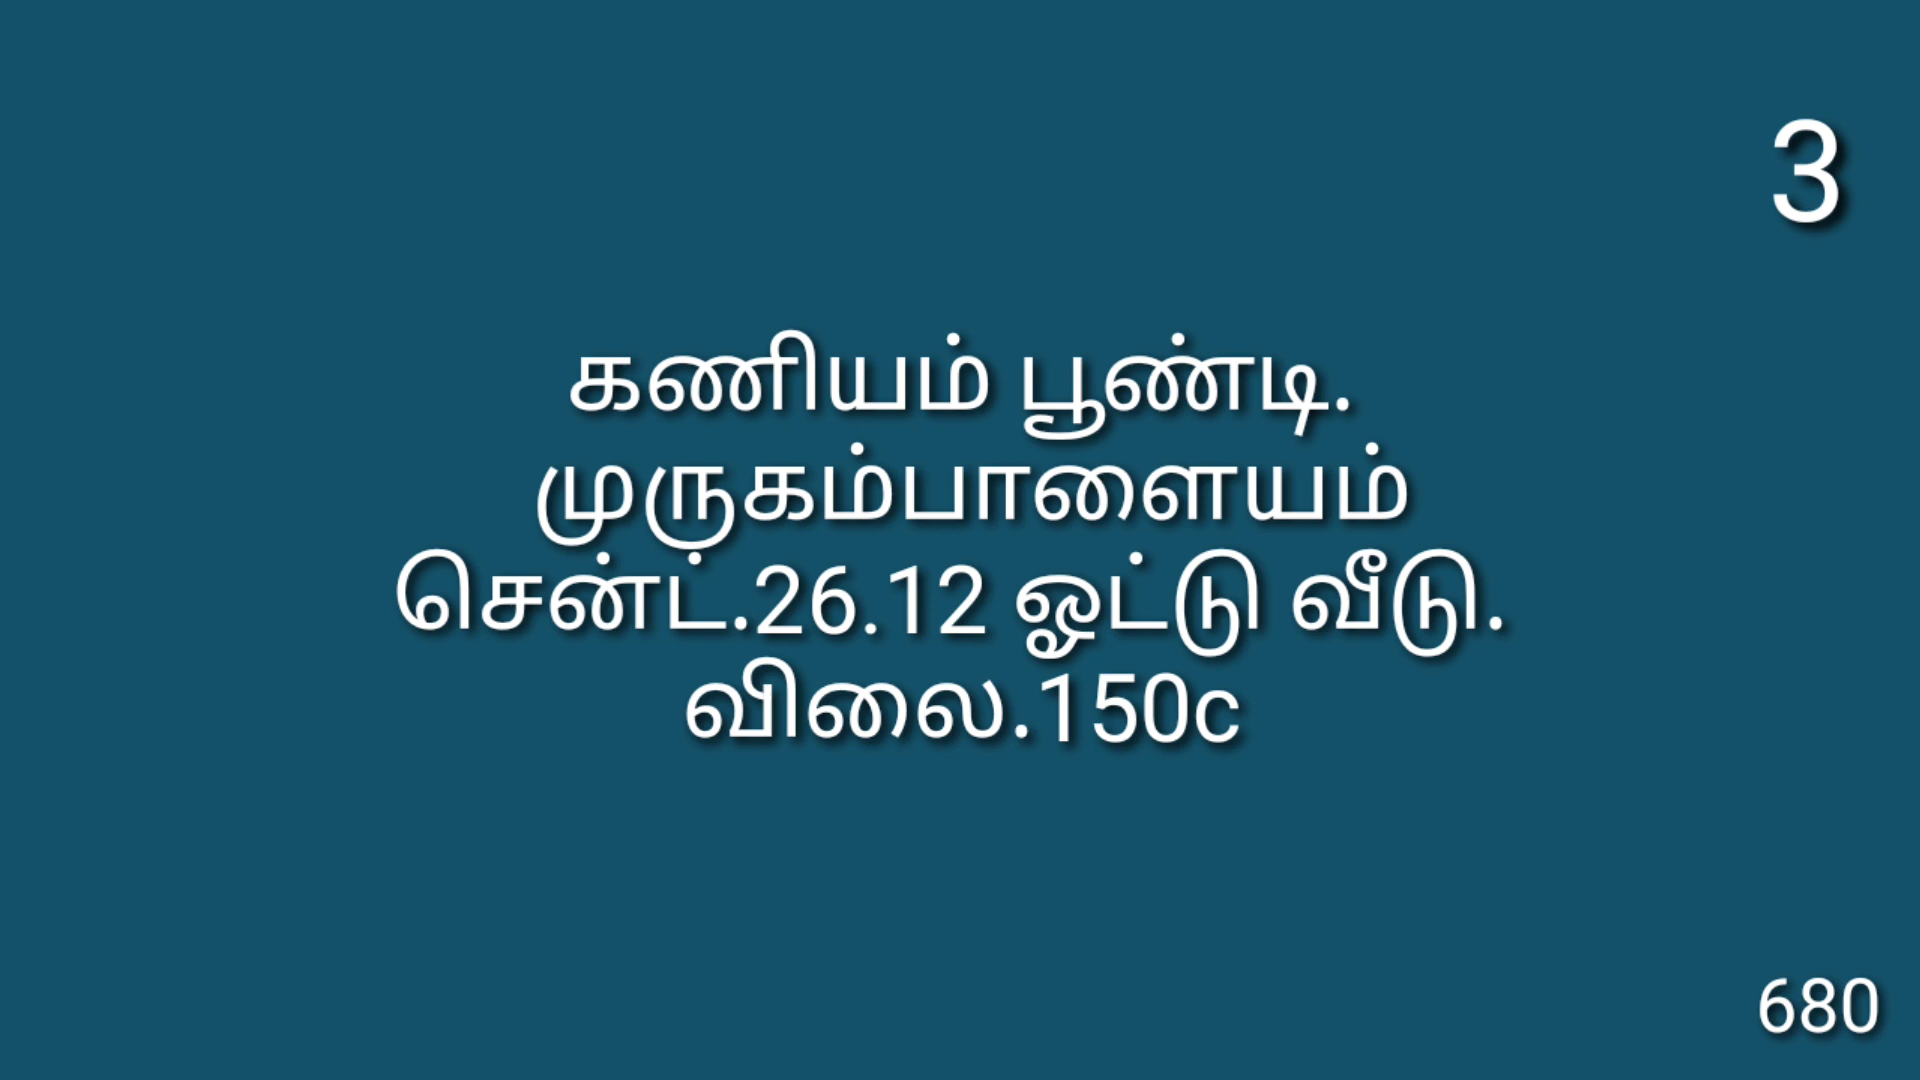 3
கணியம் பூண்டி.
முருகம்பாளையம்
சென்ட்.26.12 ஓட்டு வீடு.
விலை.150c
680